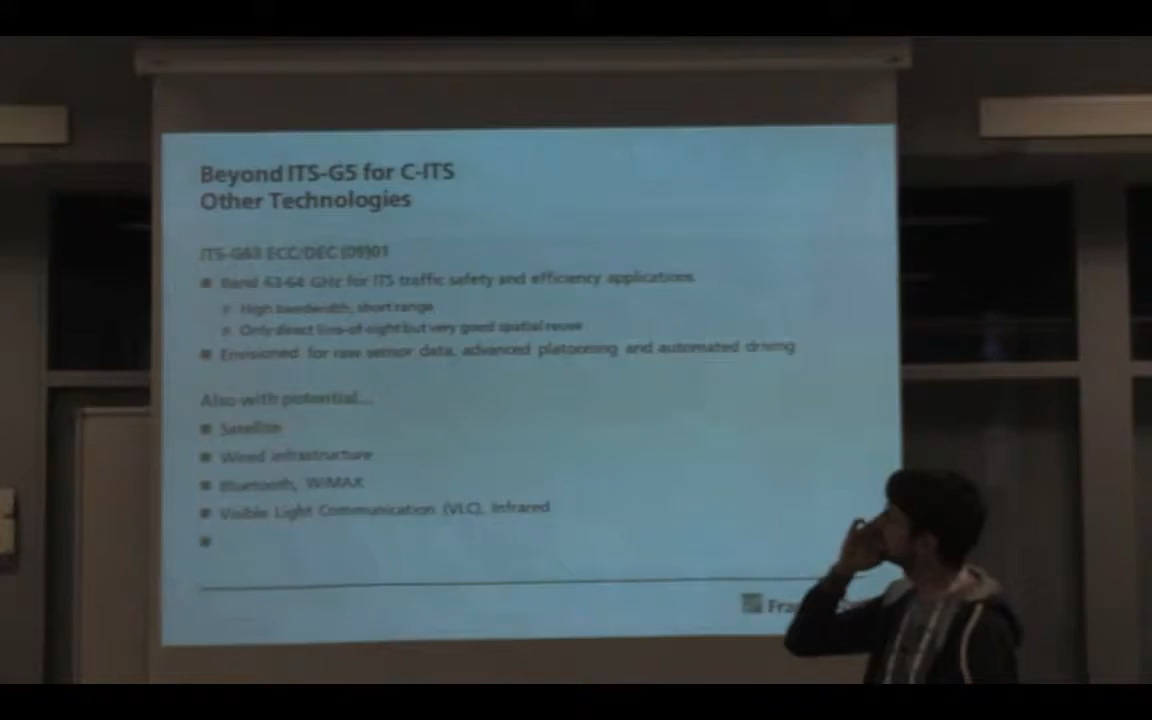 Beyond ITS-G5 for C-ITS
Other Technologies
ITS-G63 ECC/DEC (09)01
Band 63-64 GHz for ITS traffic safety and efficiency applications
High bandwidth, short range
Only direct line-of-sight but very good spatial reuse
Envisioned for raw sensor data, advanced platooning and automated driving
Also with potential...
Satellite
Wired infrastructure
Bluetooth, WiMAX
Visible Light Communication (VLC), Infrared